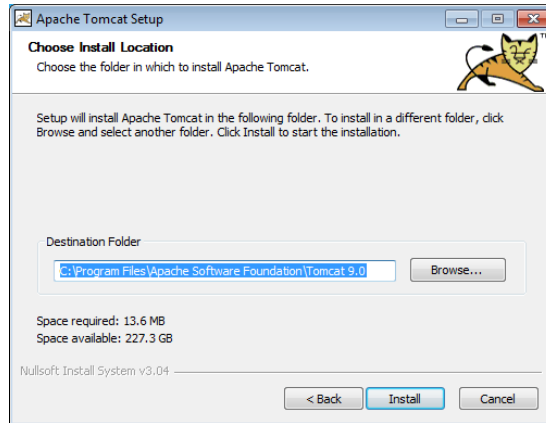 Apache Tomcat Setup
Choose Install Location
Choose the folder in which to install Apache Tomcat.
TM
Setup will install Apache Tomcat in the following folder. To install in a different folder, click
Browse and select another folder. Click Install to start the installation.
Destination Folder
C:\Program Files\Apache Software Foundation\Tomcat 9.0
Browse...
Space required: 13.6 MB
Space available: 227.3 GB
Nullsoft Install System v3.04
< Back
Install
Cancel